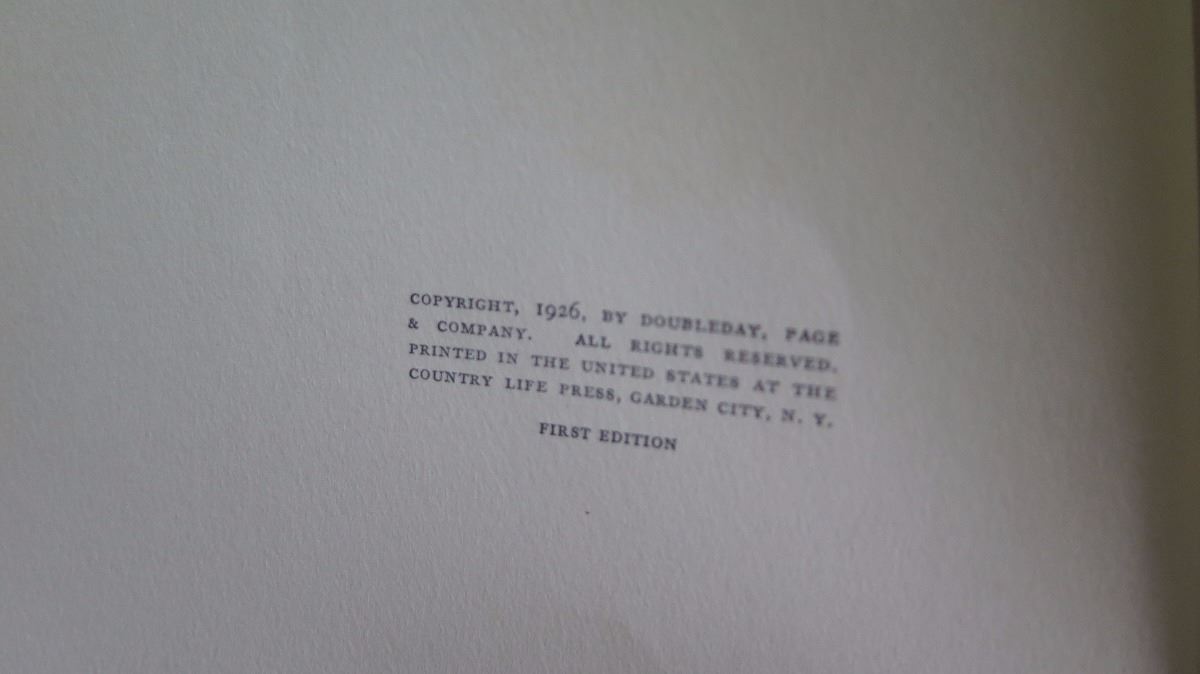 COPYRIGHT, 1926, BY DOUBLEDAY, PAGE
& COMPANY. ALL RIGHTS RESERVED.
PRINTED IN THE UNITED STATES AT THE
COUNTRY LIFE PRESS, GARDEN CITY, N. Y.
FIRST EDITION